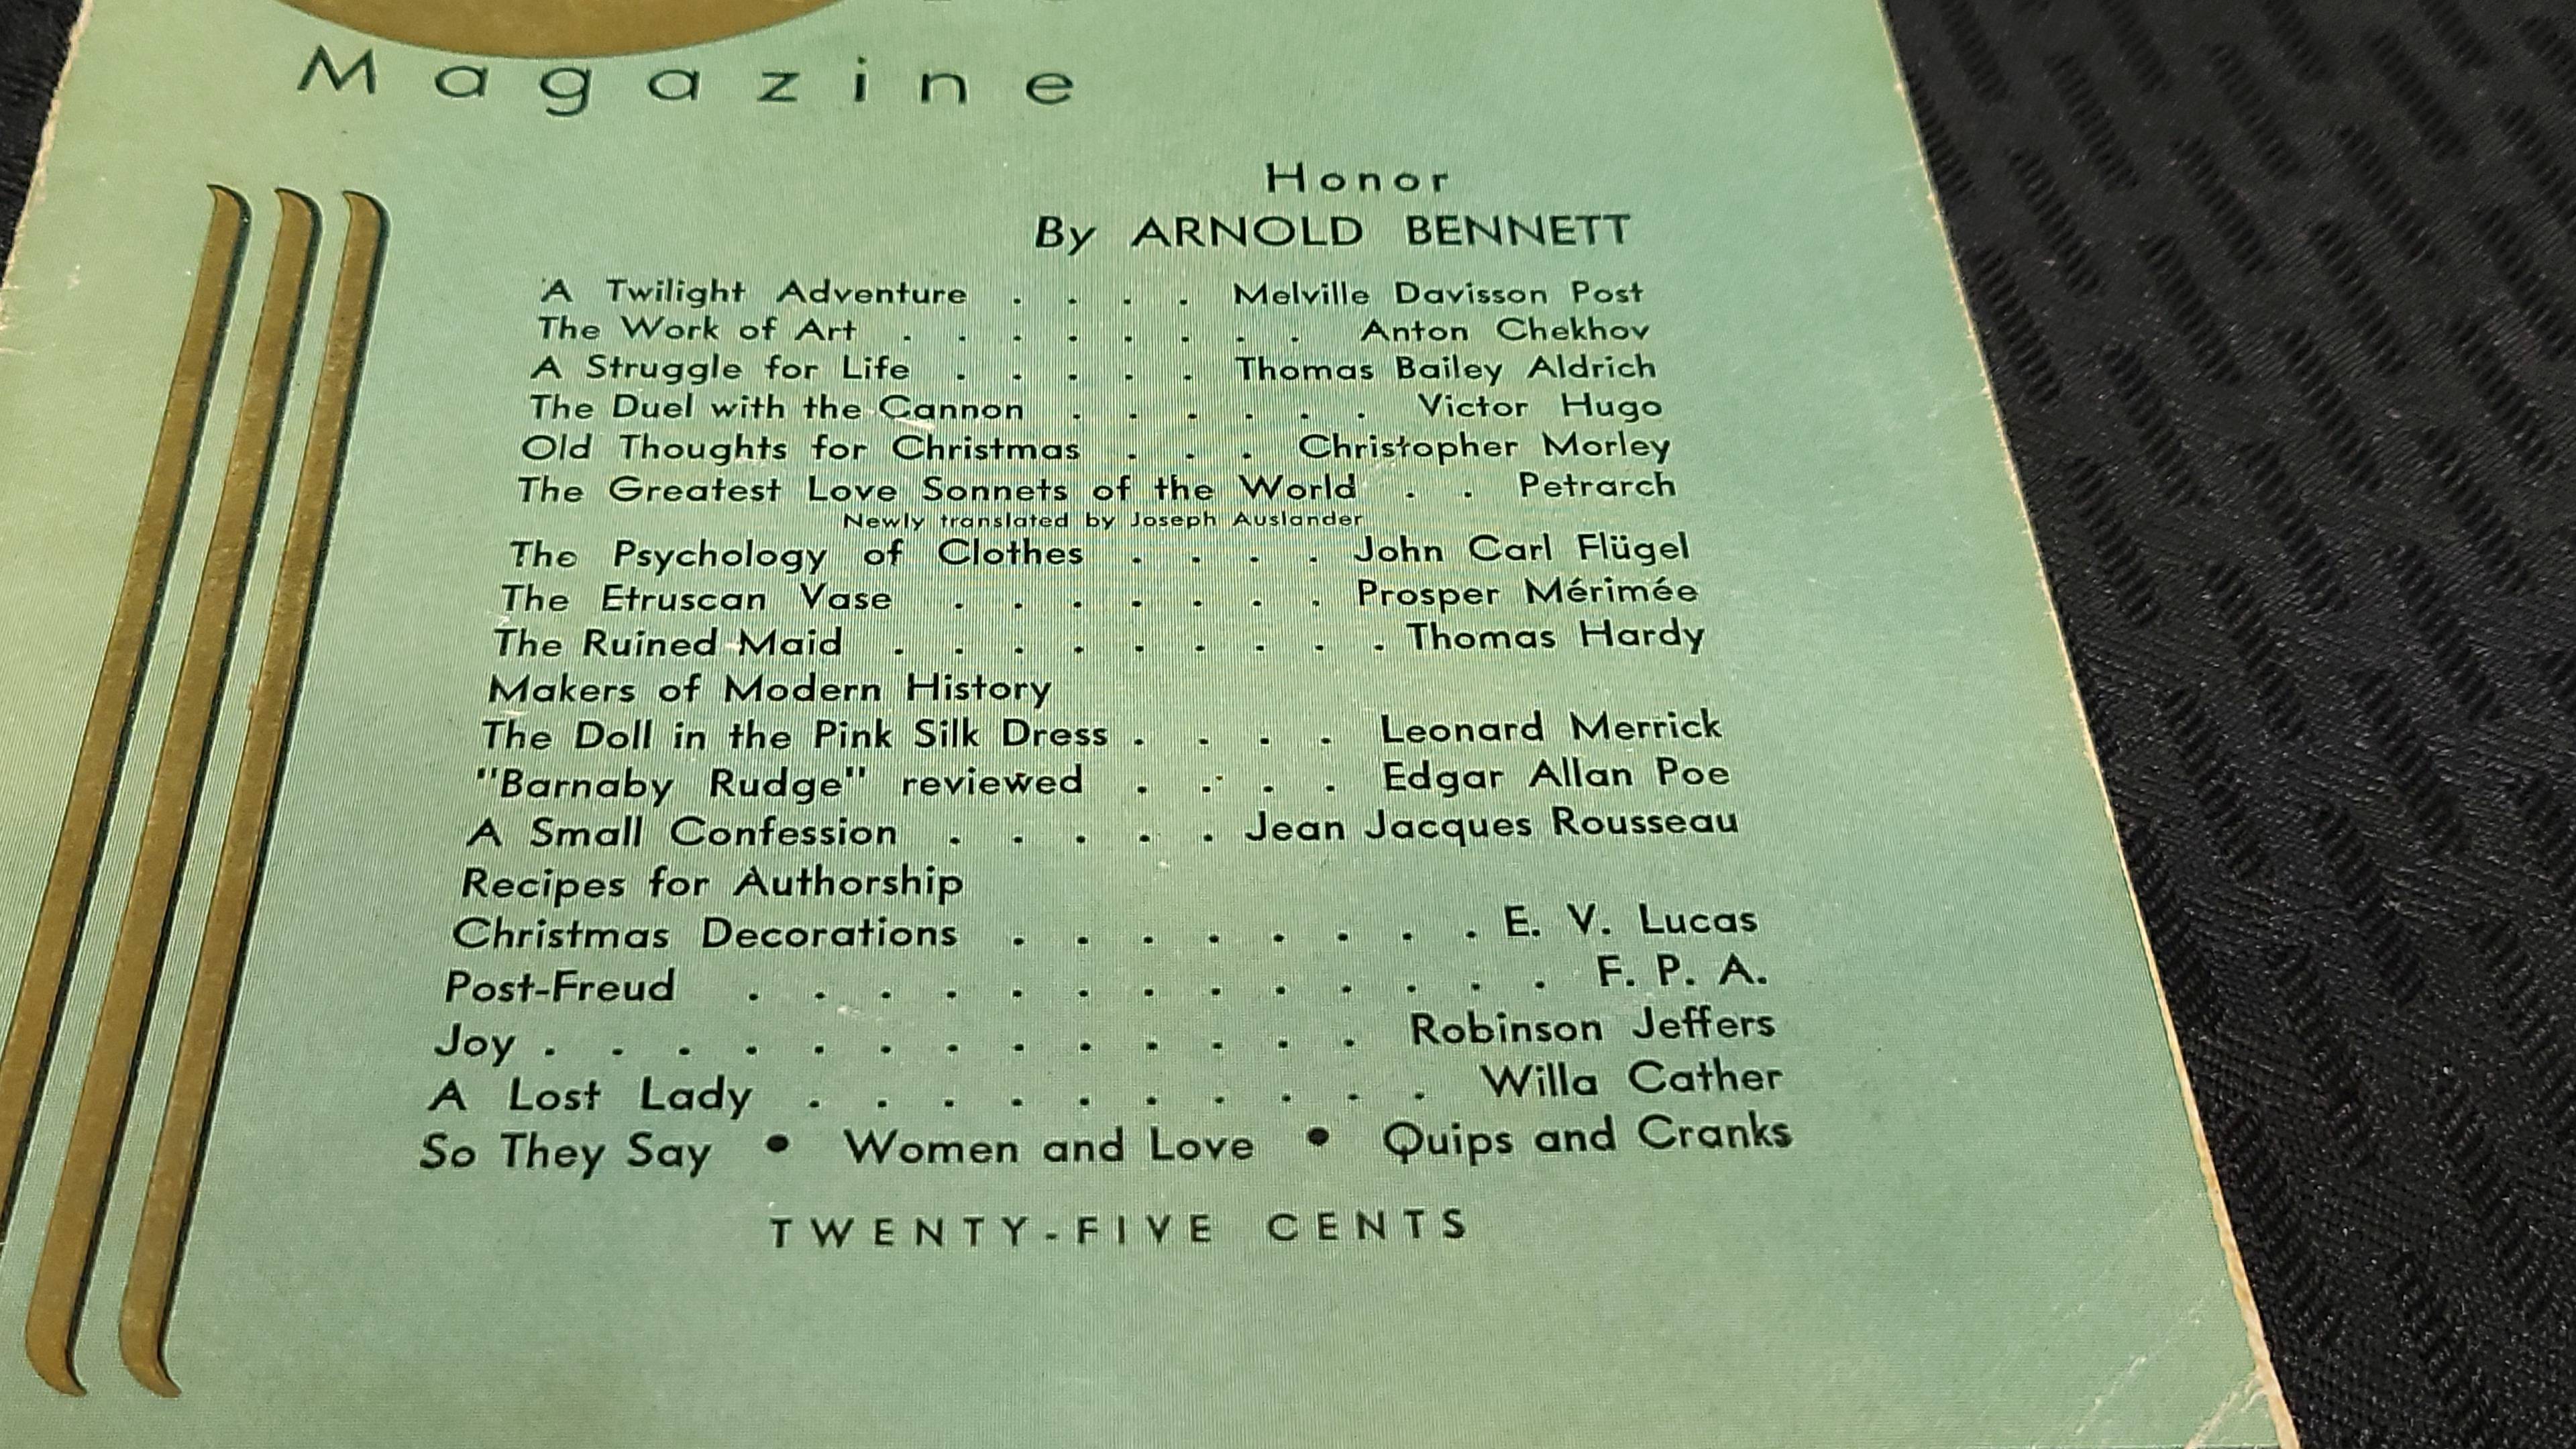 Magazine
Honor
By ARNOLD BENNETT
A Twilight Adventure . . . . Melville Davisson Post
The Work of Art . . . . . . . . Anton Chekhov
A Struggle for Life . . . . . Thomas Bailey Aldrich
The Duel with the Cannon . . . . . . Victor Hugo
Old Thoughts for Christmas . . . Christopher Morley
The Greatest Love Sonnets of the World . . Petrarch
Newly translated by Joseph Auslander
The Psychology of Clothes . . . . John Carl Flügel
The Etruscan Vase . . . . . . . Prosper Mérimée
The Ruined Maid . . . . . . . . . Thomas Hardy
Makers of Modern History
The Doll in the Pink Silk Dress . . . . Leonard Merrick
"Barnaby Rudge" reviewed . . . . Edgar Allan Poe
A Small Confession . . . . . Jean Jacques Rousseau
Recipes for Authorship
Christmas Decorations . . . . . . . . E. V. Lucas
Post-Freud . . . . . . . . . . . . . F. P. A.
Joy . . . . . . . . . . . . . Robinson Jeffers
A Lost Lady . . . . . . . . . . Willa Cather
So They Say • Women and Love • Quips and Cranks
TWENTY-FIVE CENTS